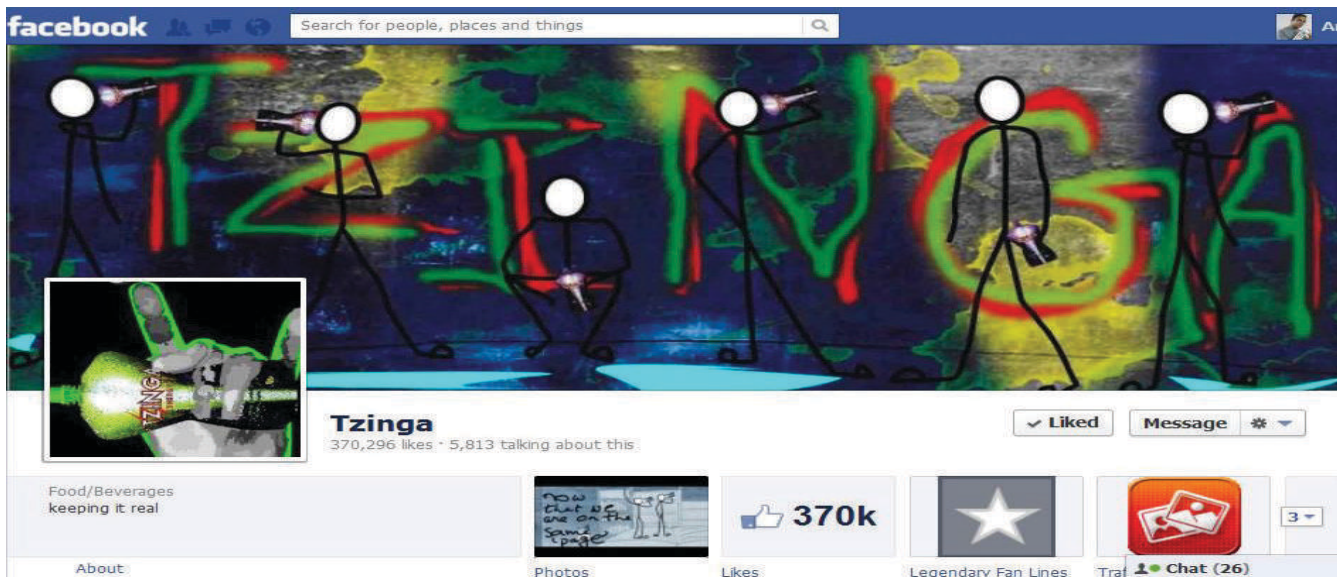 facebook
Search for people, places and things
TZINGA
TZINGA
Tzinga
370,296 likes · 5,813 talking about this
Liked
Message
Food/Beverages
keeping it real
now
that we
are on the
same
page
370k
3
About
Photos
Likes
Legendary Fan Lines
Chat (26)